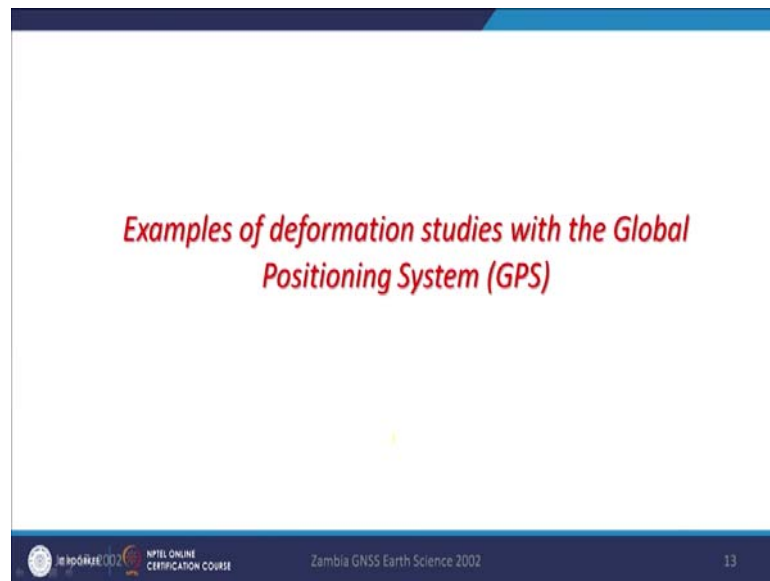 Examples of deformation studies with the Global
Positioning System (GPS)
2002
NPTEL ONLINE
CERTIFICATION COURSE
Zambia GNSS Earth Science 2002
13